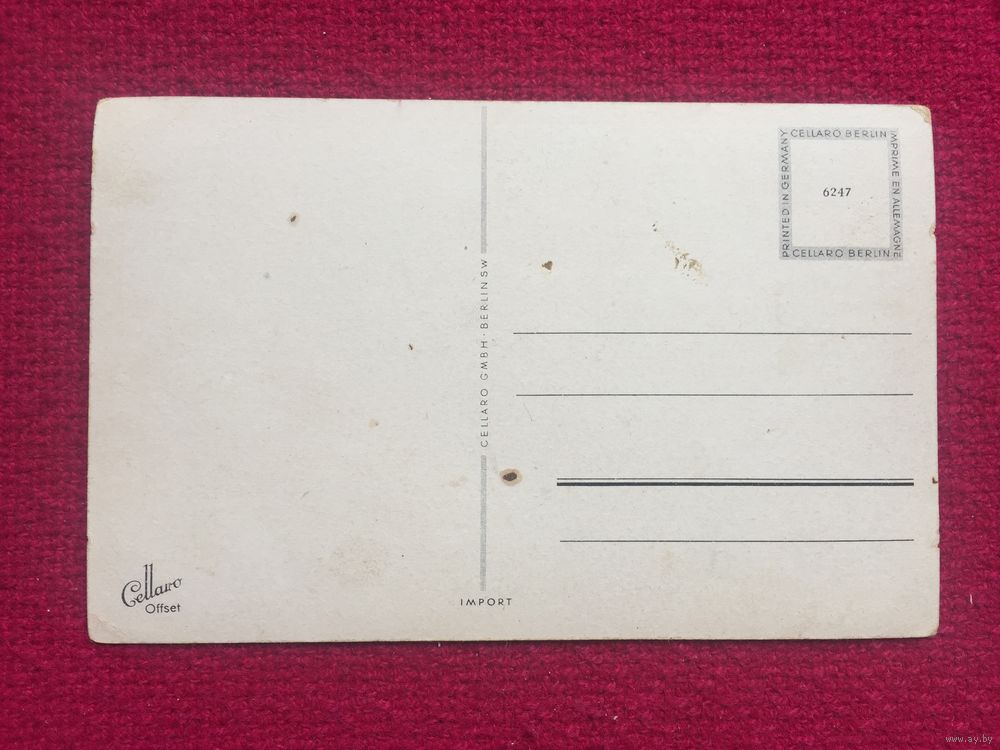 CELLARO BERLIN
PRINTED IN GERMANY
6247
IMPRIME EN ALLEMAGNE
CELLARO BERLIN
CELLARO GMBH · BERLIN SW
Cellaro
Offset
IMPORT
www.ay.by